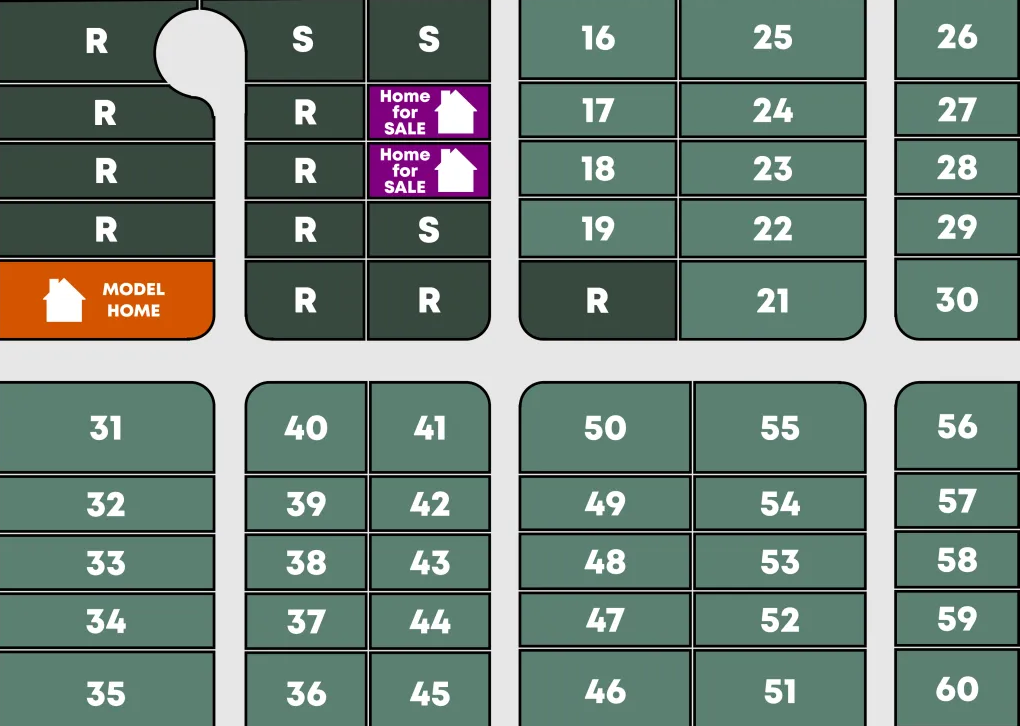 R S S 16 25 26
R R Home for SALE 17 24 27
R R Home for SALE 18 23 28
R R S 19 22 29
MODEL HOME R R R 21 30
31 40 41 50 55 56
32 39 42 49 54 57
33 38 43 48 53 58
34 37 44 47 52 59
35 36 45 46 51 60